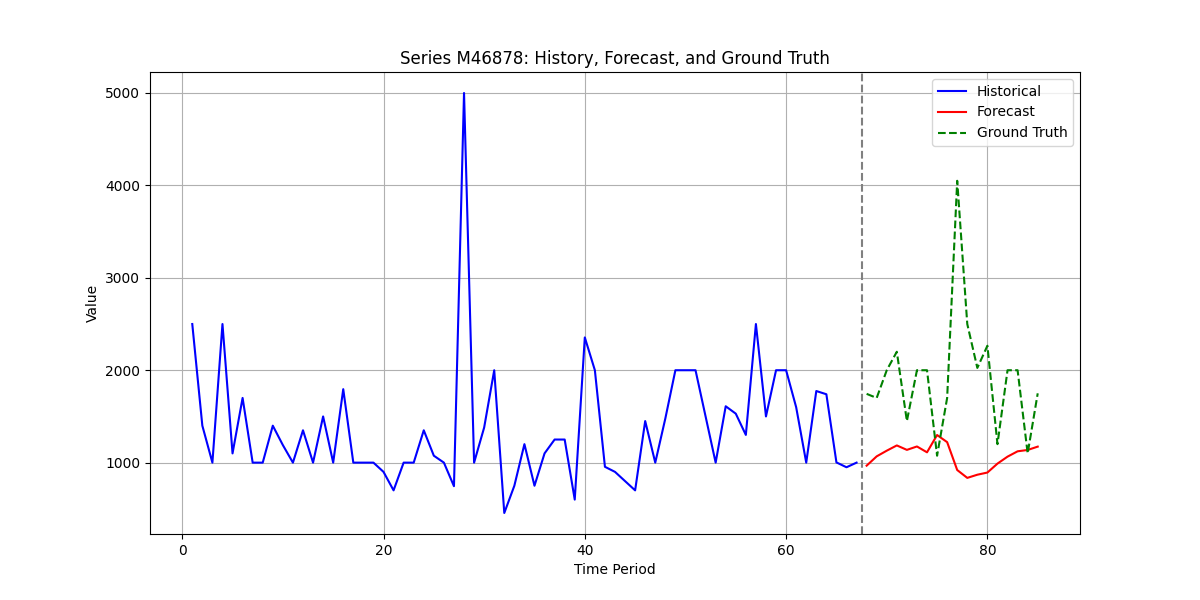 Series M46878: History, Forecast, and Ground Truth
Historical
Forecast
Ground Truth
Value
5000
4000
3000
2000
1000
0 20 40 60 80
Time Period